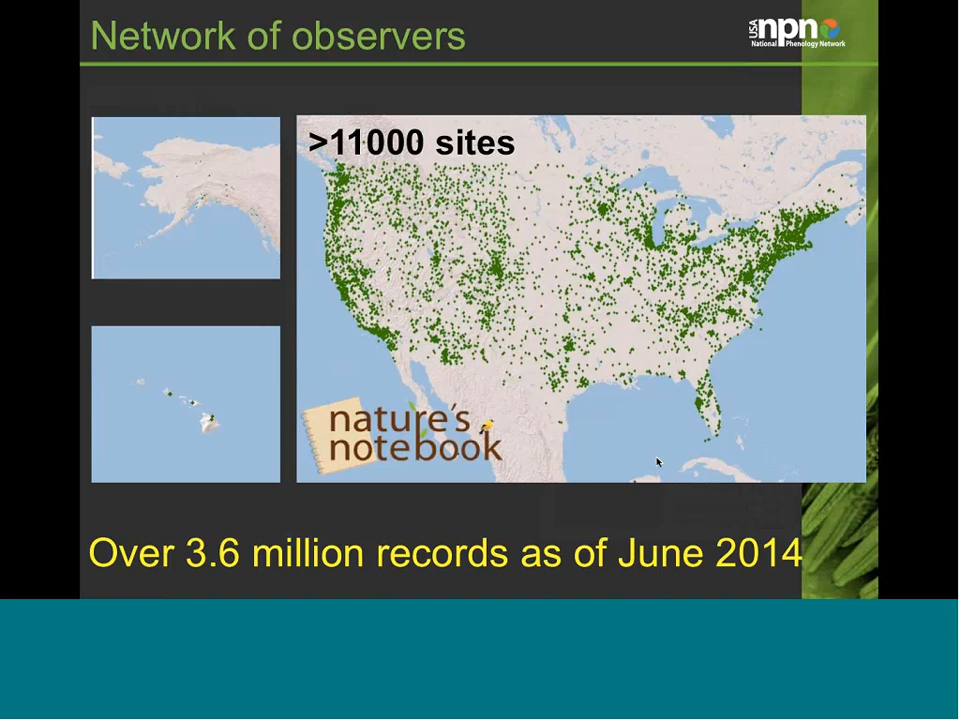 Network of observers
USA npn
National Phenology Network
>11000 sites
nature's
notebook
Over 3.6 million records as of June 2014